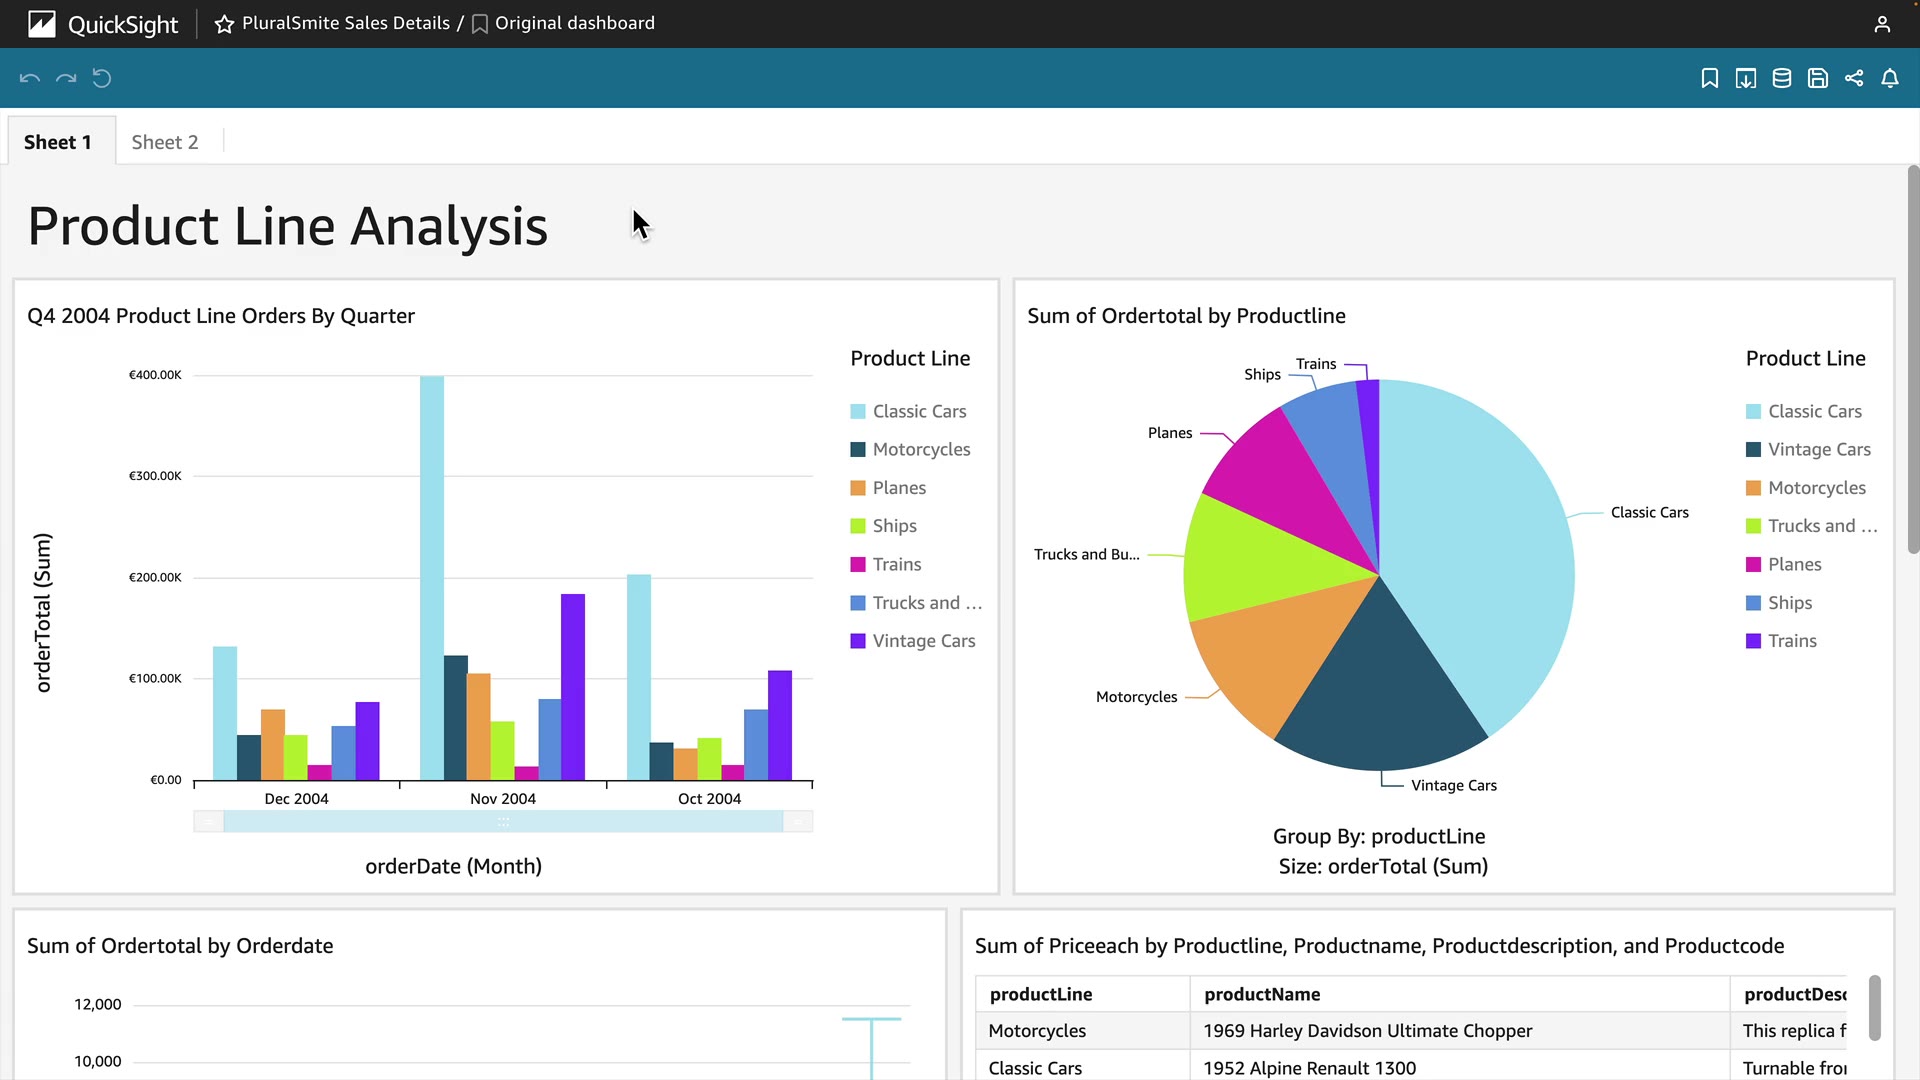 QuickSight PluralSmite Sales Details / Original dashboard
Sheet 1 Sheet 2
Product Line Analysis
Q4 2004 Product Line Orders By Quarter
orderTotal (Sum)
€400.00K
€300.00K
€200.00K
€100.00K
€0.00
Dec 2004 Nov 2004 Oct 2004
orderDate (Month)
Product Line
Classic Cars
Motorcycles
Planes
Ships
Trains
Trucks and ...
Vintage Cars
Sum of Ordertotal by Productline
Trains
Ships
Planes
Classic Cars
Trucks and Bu...
Motorcycles
Vintage Cars
Group By: productLine
Size: orderTotal (Sum)
Product Line
Classic Cars
Vintage Cars
Motorcycles
Trucks and ...
Planes
Ships
Trains
Sum of Ordertotal by Orderdate
12,000
10,000
Sum of Priceeach by Productline, Productname, Productdescription, and Productcode
productLine productName productDesc
Motorcycles 1969 Harley Davidson Ultimate Chopper This replica f
Classic Cars 1952 Alpine Renault 1300 Turnable fro